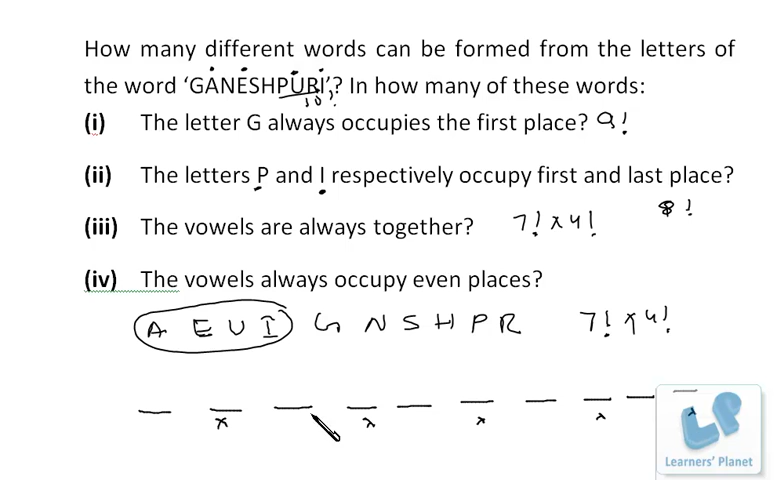 How many different words can be formed from the letters of
the word ‘GANESHPURI’? In how many of these words:
10!
(i) The letter G always occupies the first place? 9!
(ii) The letters P and I respectively occupy first and last place?
8!
(iii) The vowels are always together? 7! x 4!
(iv) The vowels always occupy even places?
A E U I G N S H P R 7! x 4!
x x x x x
LP
Learners' Planet